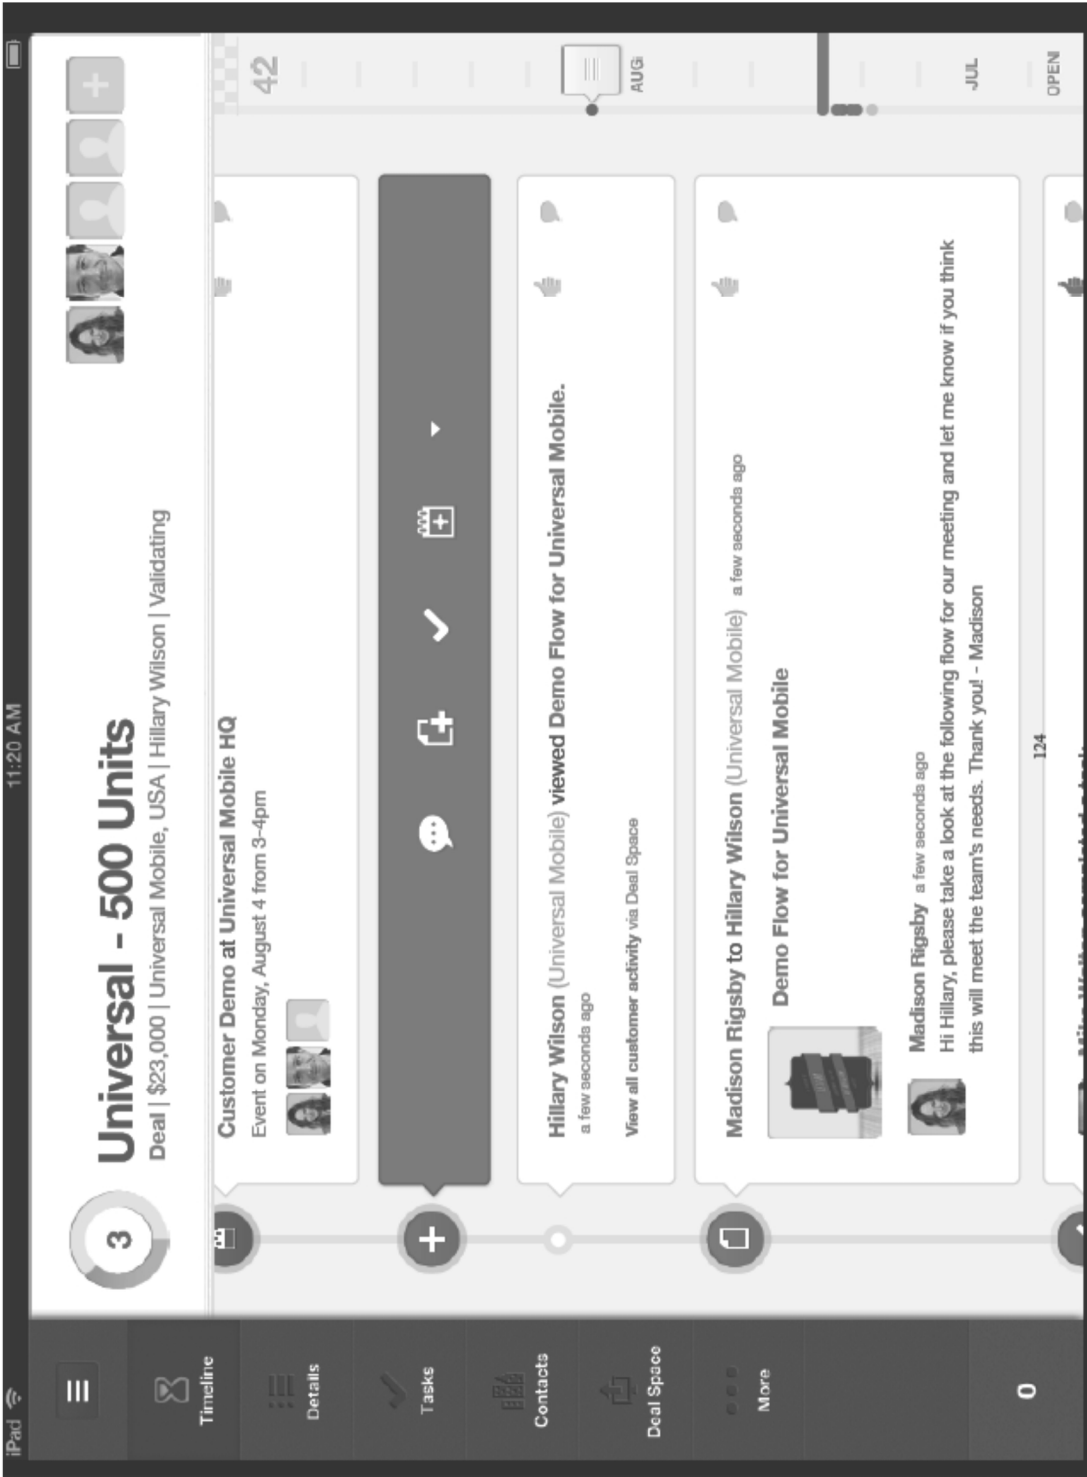 iPad
11:20 AM
3
Universal - 500 Units
Deal | $23,000 | Universal Mobile, USA | Hillary Wilson | Validating
Timeline
Details
Tasks
Contacts
Deal Space
More
0
Customer Demo at Universal Mobile HQ
Event on Monday, August 4 from 3-4pm
Hillary Wilson (Universal Mobile) viewed Demo Flow for Universal Mobile.
a few seconds ago
View all customer activity via Deal Space
Madison Rigsby to Hillary Wilson (Universal Mobile) a few seconds ago
Demo Flow for Universal Mobile
Madison Rigsby a few seconds ago
Hi Hillary, please take a look at the following flow for our meeting and let me know if you think
this will meet the team's needs. Thank you! - Madison
124
42
AUG
JUL
OPEN